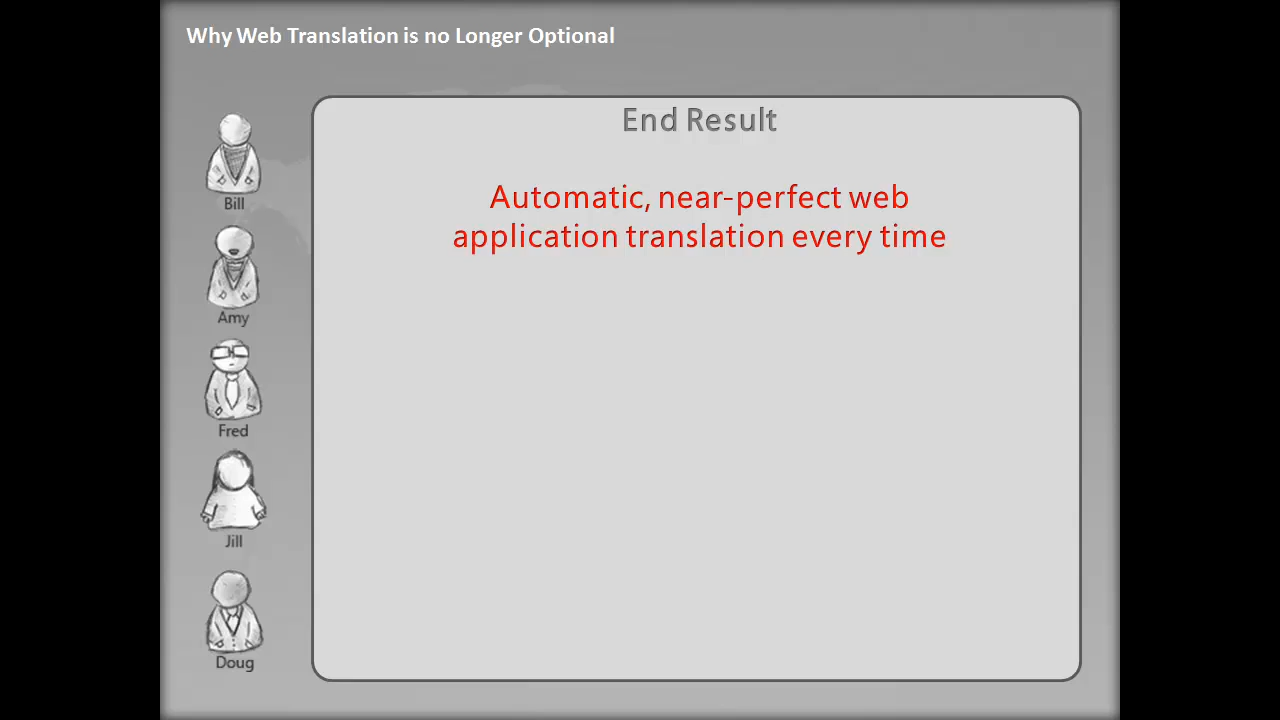 Why Web Translation is no Longer Optional
End Result
Automatic, near-perfect web
application translation every time
Bill
Amy
Fred
Jill
Doug